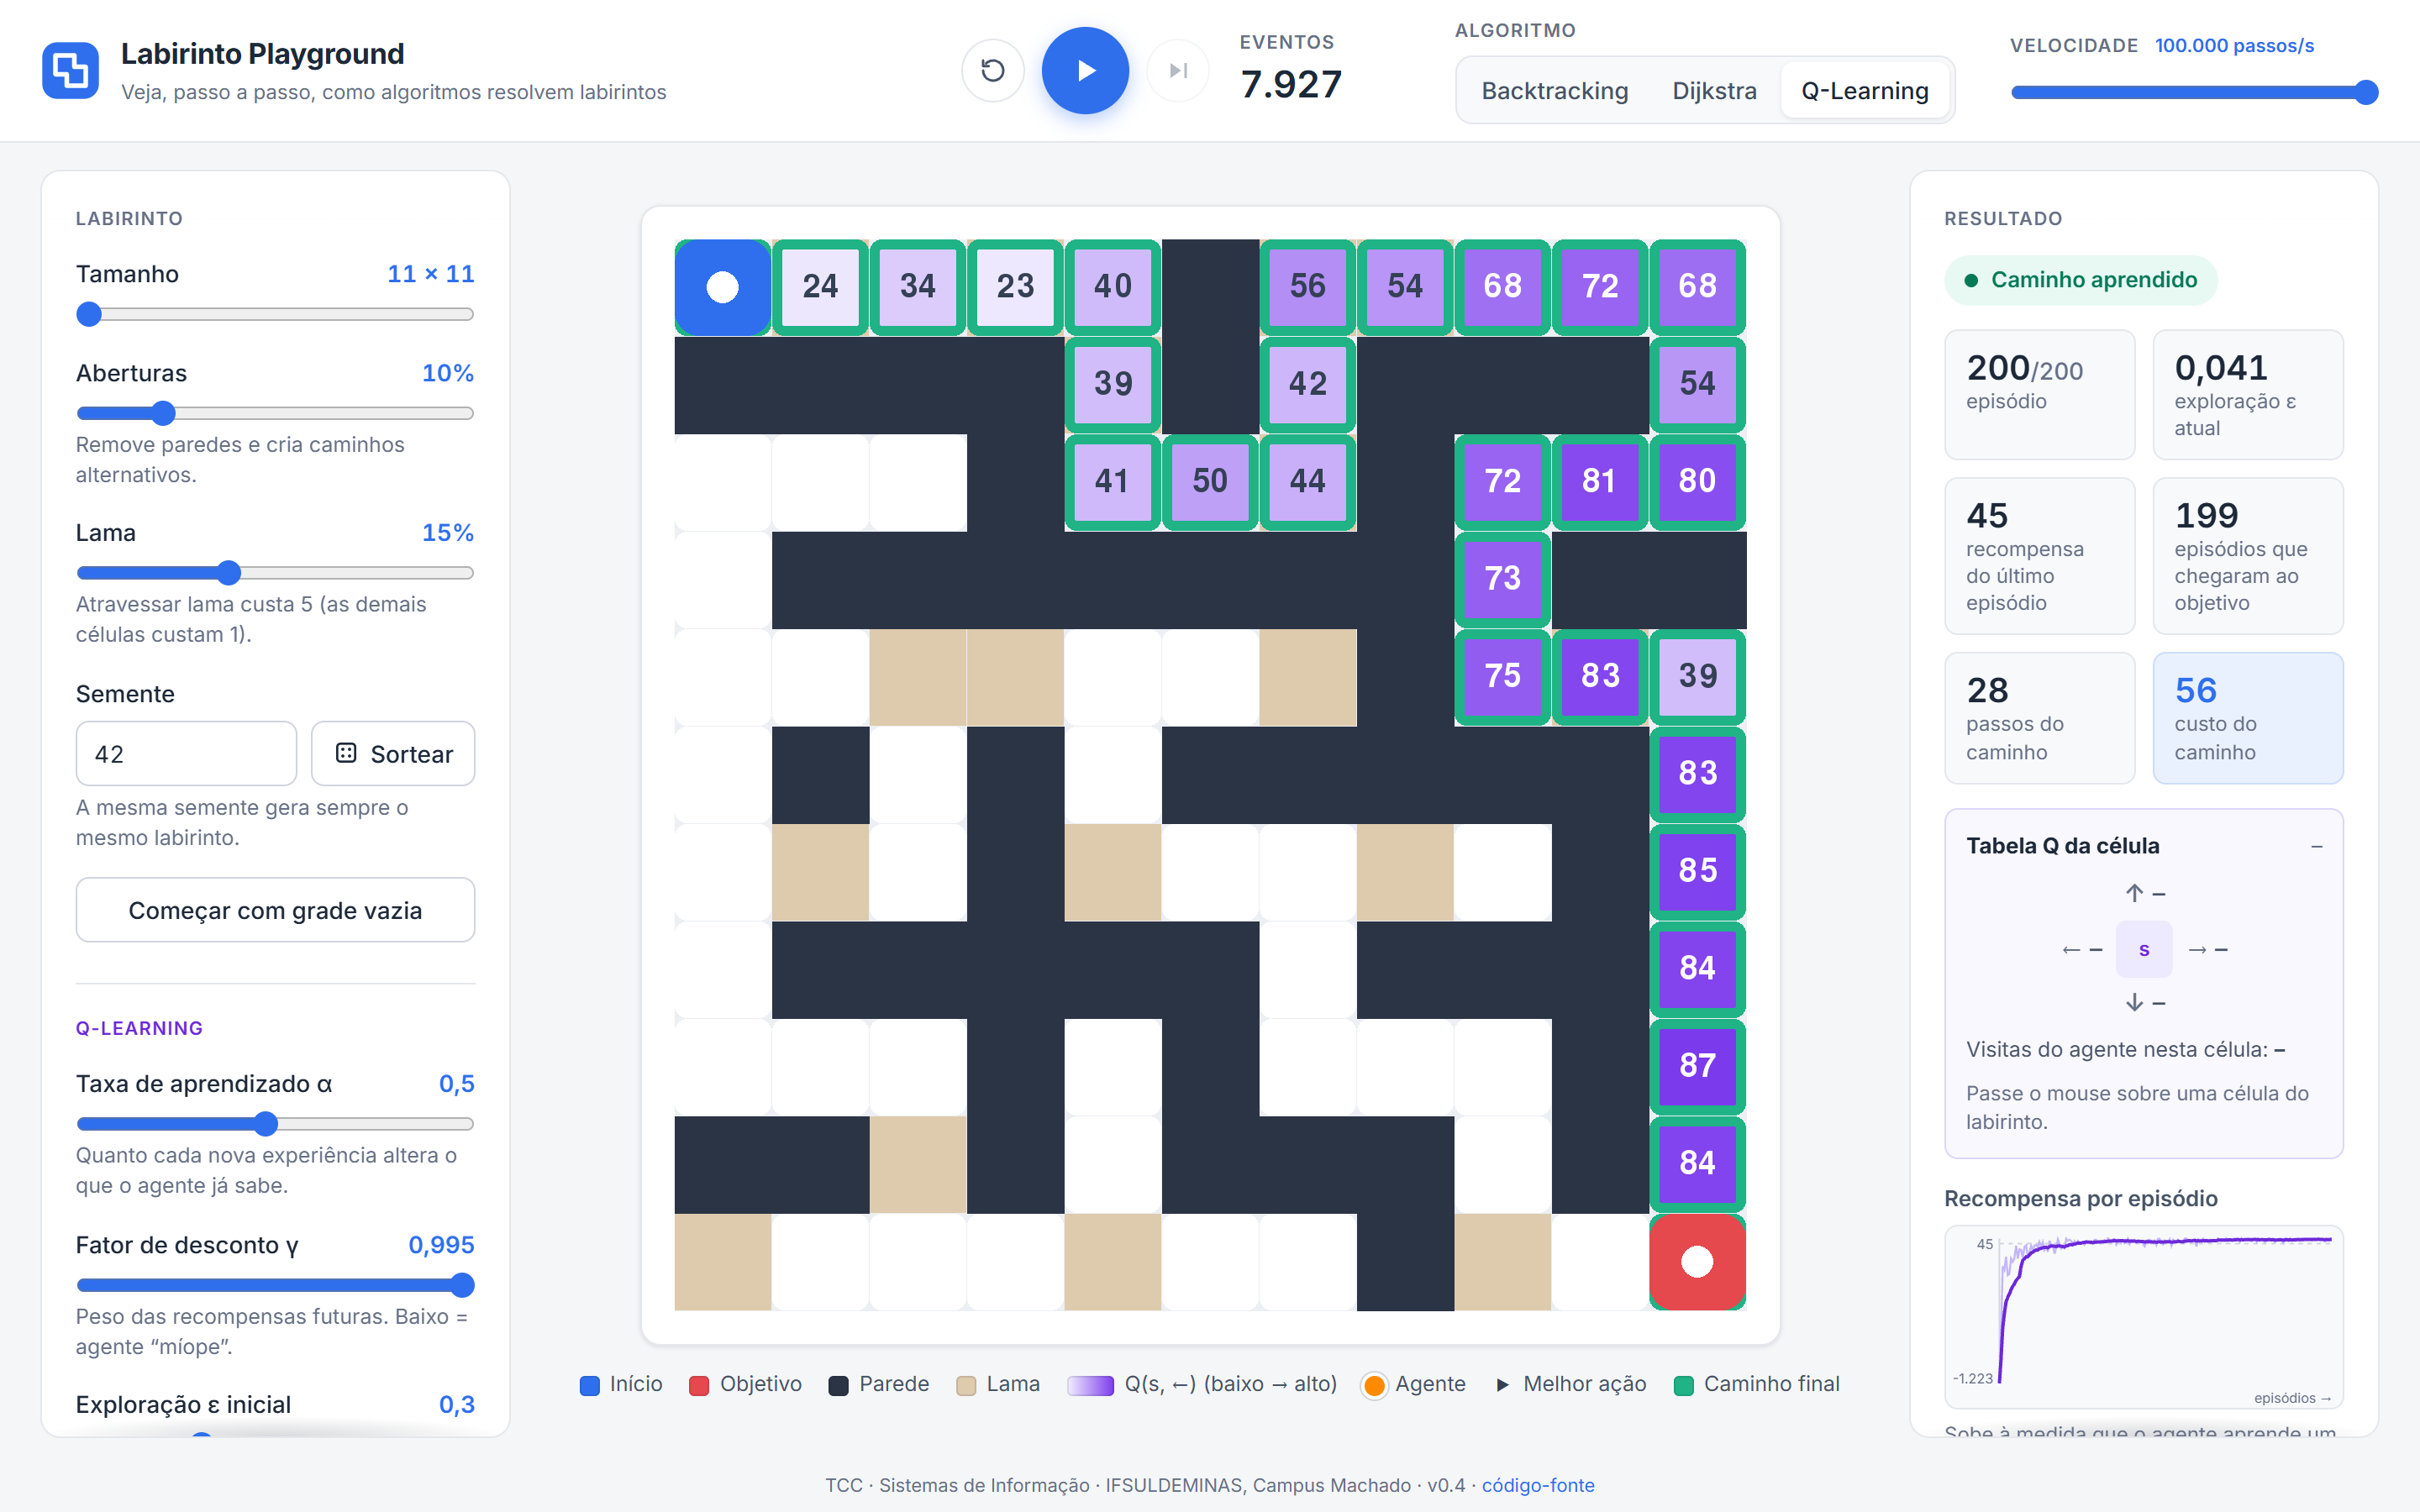 Labirinto Playground
Veja, passo a passo, como algoritmos resolvem labirintos
EVENTOS
7.927
ALGORITMO
Backtracking
Dijkstra
Q-Learning
VELOCIDADE 100.000 passos/s
LABIRINTO
Tamanho 11 × 11
Aberturas 10%
Remove paredes e cria caminhos
alternativos.
Lama 15%
Atravessar lama custa 5 (as demais
células custam 1).
Semente
42
Sortear
A mesma semente gera sempre o
mesmo labirinto.
Começar com grade vazia
Q-LEARNING
Taxa de aprendizado α 0,5
Quanto cada nova experiência altera o
que o agente já sabe.
Fator de desconto γ 0,995
Peso das recompensas futuras. Baixo =
agente “míope”.
Exploração ε inicial 0,3
24 34 23 40 56 54 68 72 68
39 42 54
41 50 44 72 81 80
73
75 83 39
83
85
84
87
84
Início
Objetivo
Parede
Lama
Q(s, ←) (baixo → alto)
Agente
Melhor ação
Caminho final
RESULTADO
Caminho aprendido
200/200
episódio
0,041
exploração ε
atual
45
recompensa
do último
episódio
199
episódios que
chegaram ao
objetivo
28
passos do
caminho
56
custo do
caminho
Tabela Q da célula –
↑ –
← – s → –
↓ –
Visitas do agente nesta célula: –
Passe o mouse sobre uma célula do
labirinto.
Recompensa por episódio
45
-1.223
episódios →
Sobe à medida que o agente aprende um
TCC · Sistemas de Informação · IFSULDEMINAS, Campus Machado · v0.4 · código-fonte